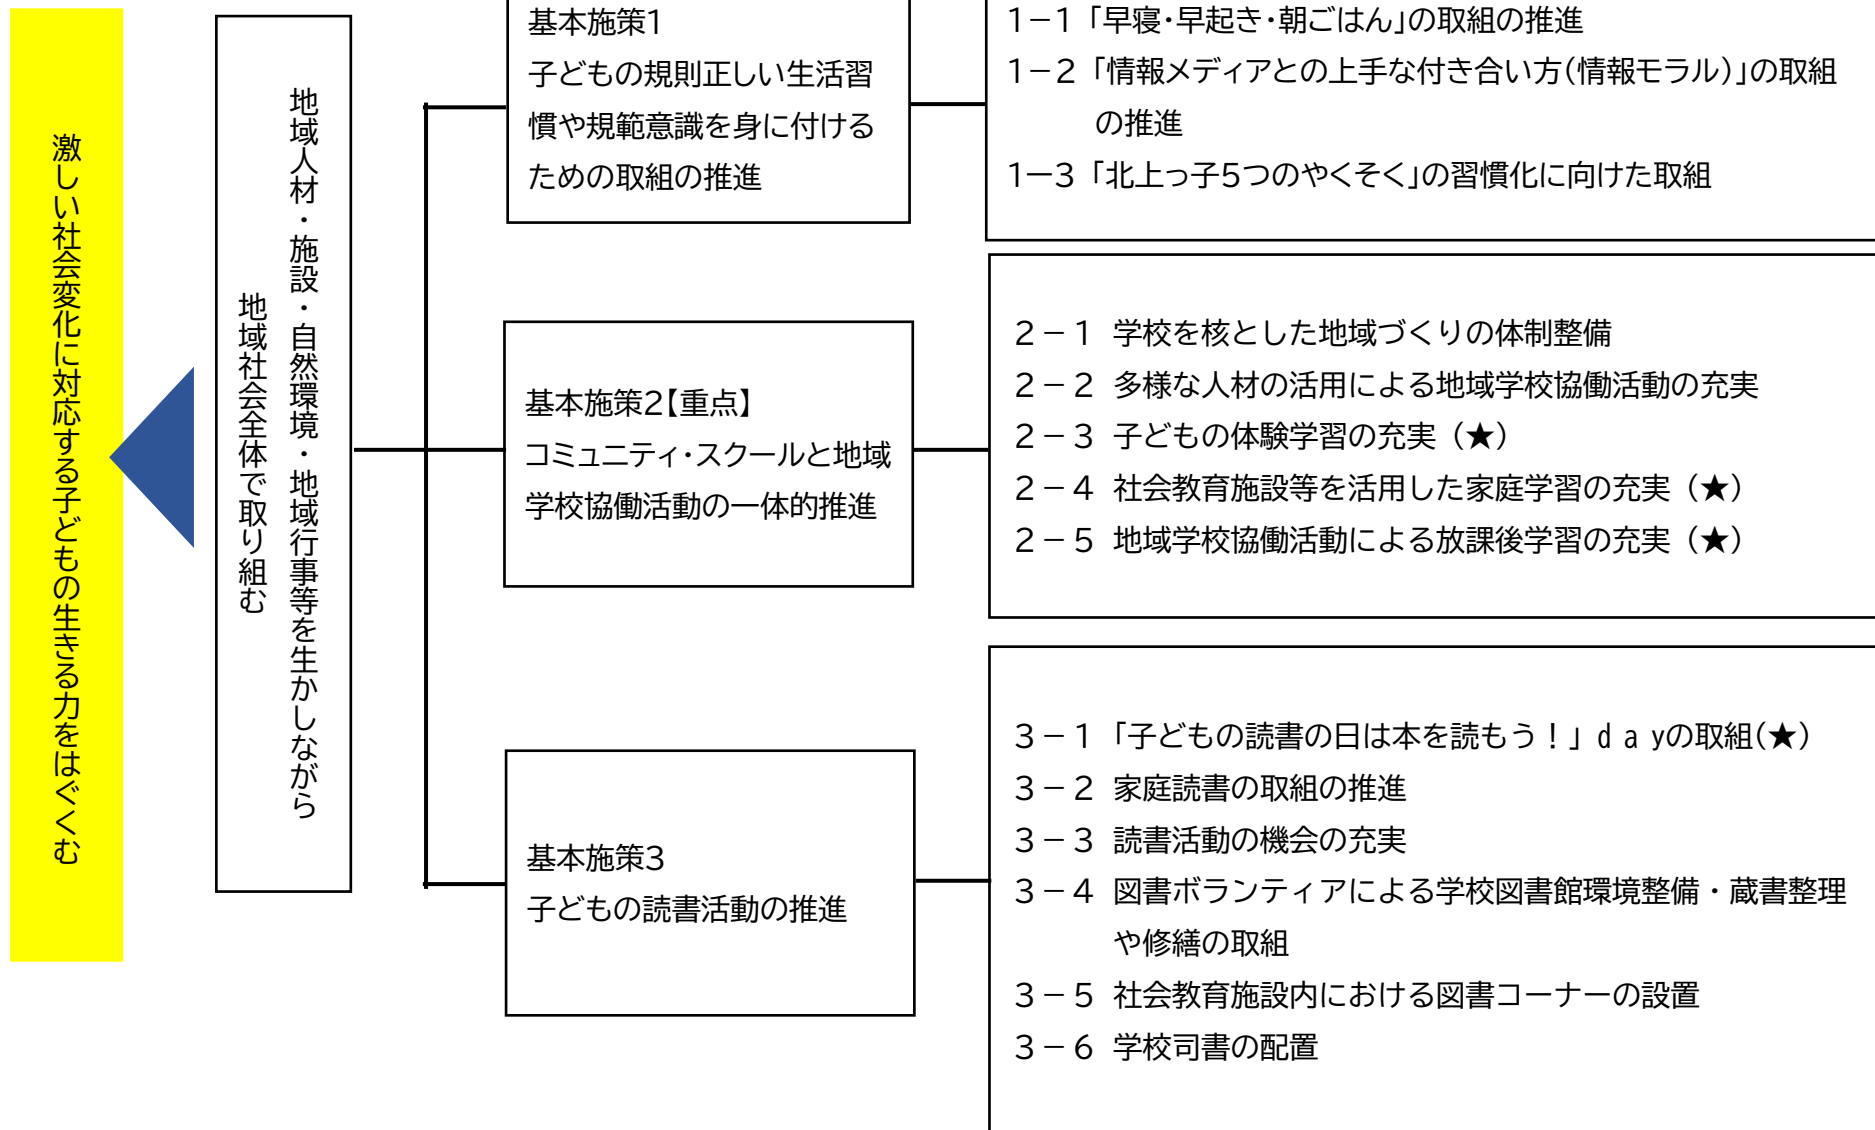 激しい社会変化に対応する子どもの生きる力をはぐくむ
地域人材・施設・自然環境・地域行事等を生かしながら
地域社会全体で取り組む
基本施策1
子どもの規則正しい生活習
慣や規範意識を身に付ける
ための取組の推進
1-1「早寝・早起き・朝ごはん」の取組の推進
1-2「情報メディアとの上手な付き合い方(情報モラル)」の取組
の推進
1ー3「北上っ子5つのやくそく」の習慣化に向けた取組
基本施策2【重点】
コミュニティ・スクールと地域
学校協働活動の一体的推進
2-1 学校を核とした地域づくりの体制整備
2-2 多様な人材の活用による地域学校協働活動の充実
2-3 子どもの体験学習の充実(★)
2-4 社会教育施設等を活用した家庭学習の充実(★)
2-5 地域学校協働活動による放課後学習の充実(★)
基本施策3
子どもの読書活動の推進
3-1「子どもの読書の日は本を読もう!」dayの取組(★)
3-2 家庭読書の取組の推進
3-3 読書活動の機会の充実
3-4 図書ボランティアによる学校図書館環境整備・蔵書整理
や修繕の取組
3-5 社会教育施設内における図書コーナーの設置
3-6 学校司書の配置